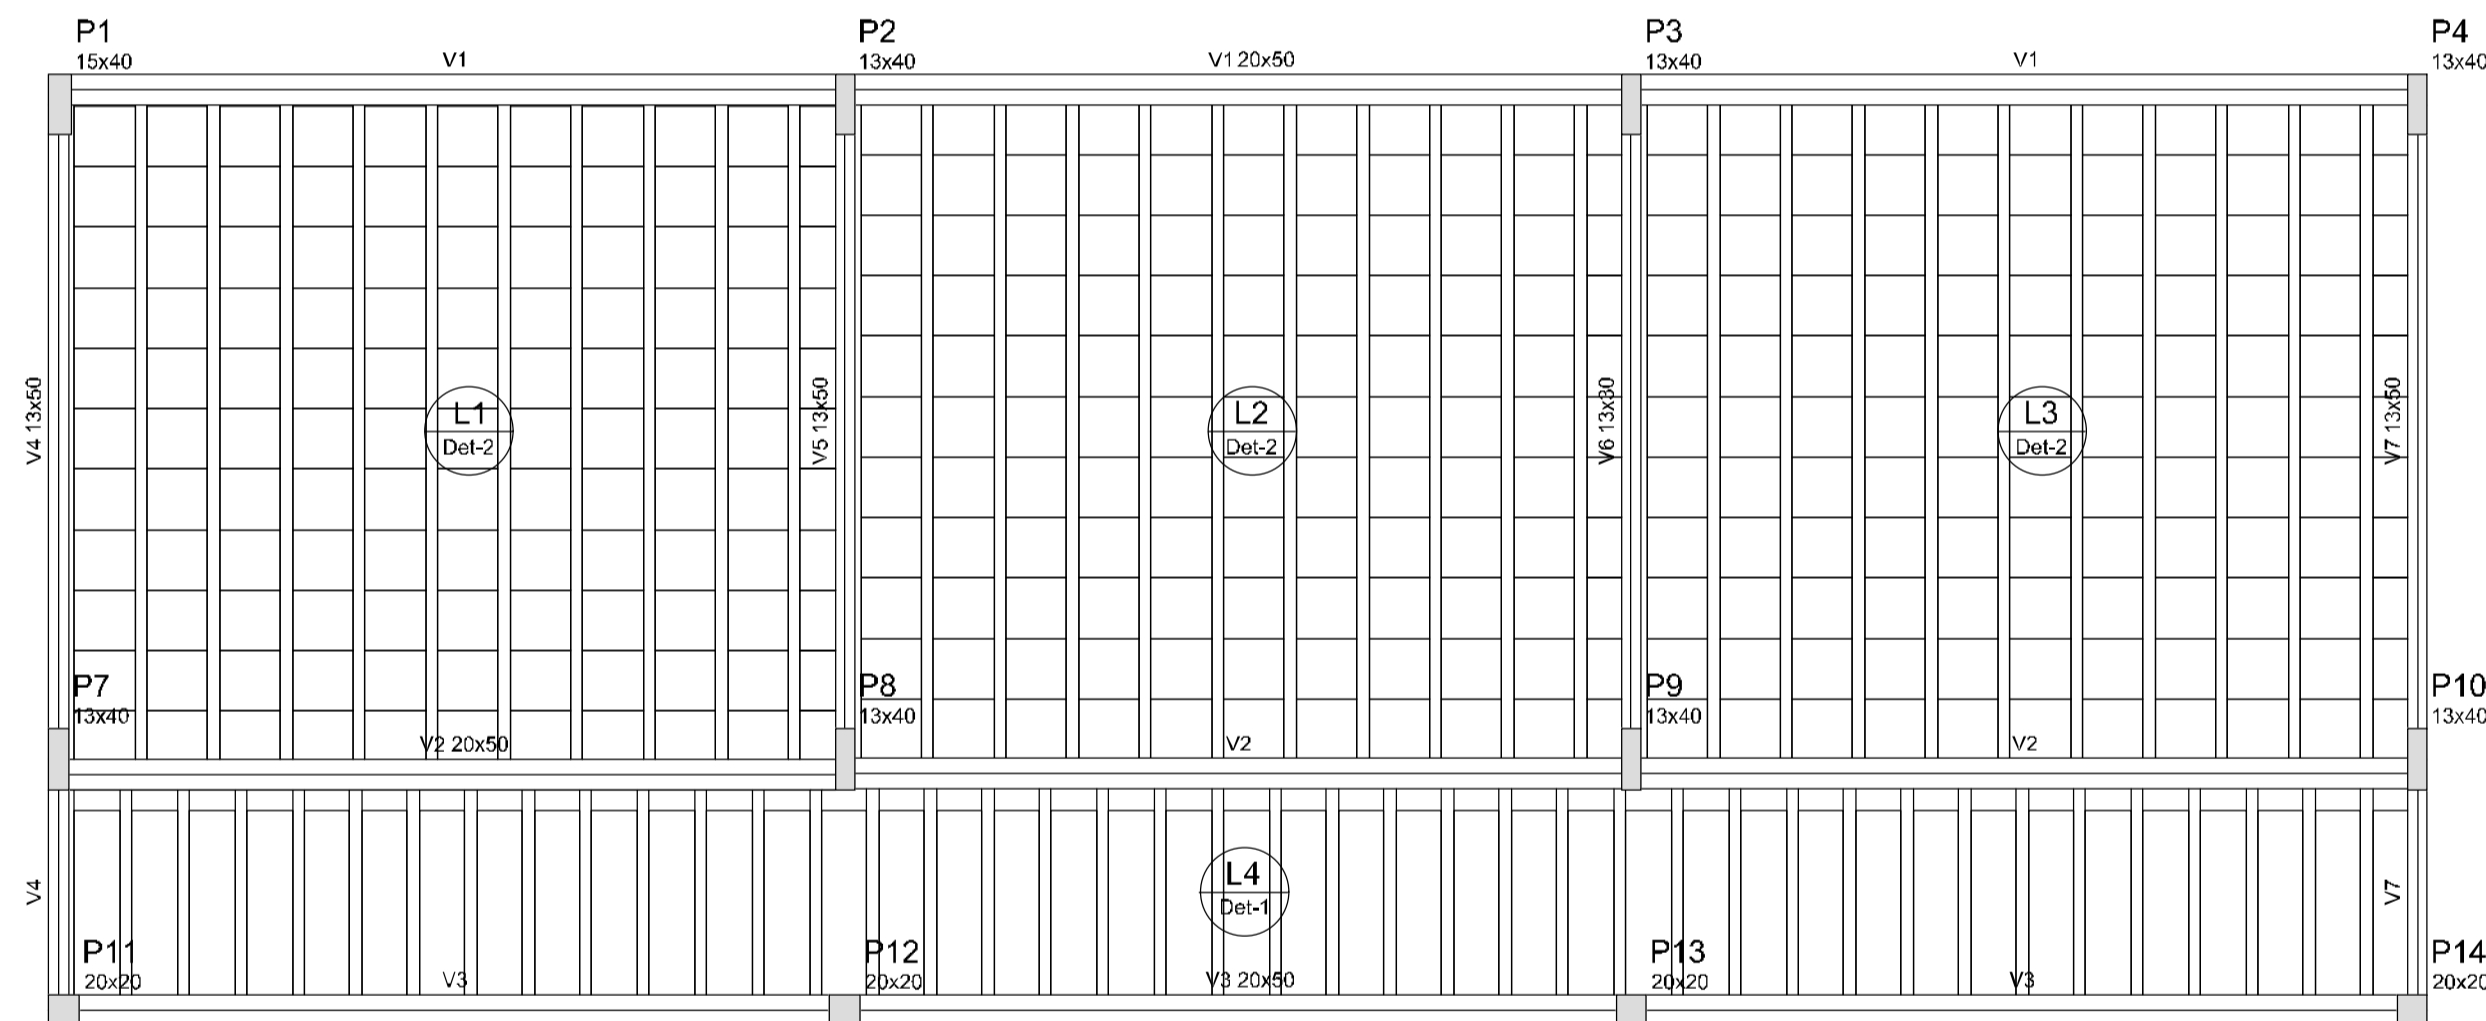 P1
15x40
V1
P2
13x40
V1 20x50
P3
13x40
V1
P4
13x40
V4 13x50
L1
Det-2
V5 13x50
L2
Det-2
V6 13x30
L3
Det-2
V7 13x50
P7
13x40
V2 20x50
P8
13x40
V2
P9
13x40
V2
P10
13x40
V4
L4
Det-1
V7
P11
20x20
V3
P12
20x20
V3 20x50
P13
20x20
V3
P14
20x20